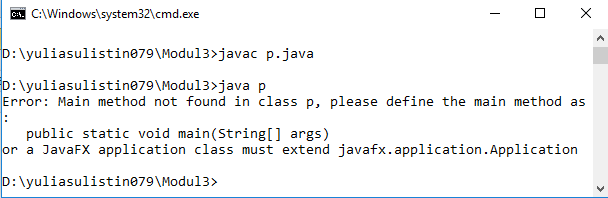 C:\Windows\system32\cmd.exe
D:\yuliasulistin079\Modul3>javac p.java
D:\yuliasulistin079\Modul3>java p
Error: Main method not found in class p, please define the main method as
:
   public static void main(String[] args)
or a JavaFX application class must extend javafx.application.Application
D:\yuliasulistin079\Modul3>